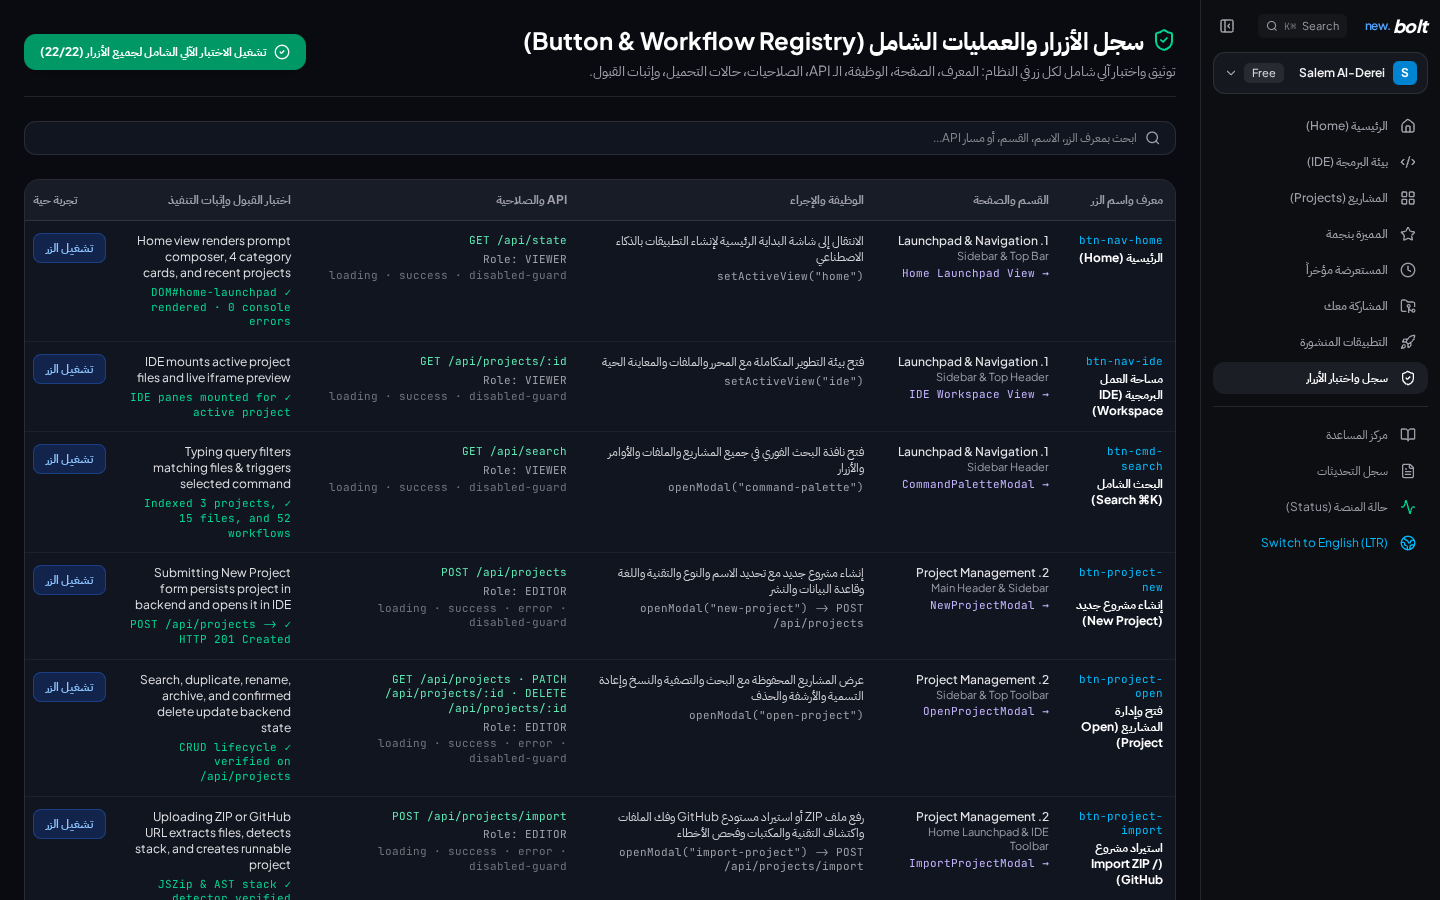 bolt.new
Search ⌘K
S Salem Al-Derei Free
الرئيسية (Home)
بيئة البرمجة (IDE)
المشاريع (Projects)
المميزة بنجمة
المستعرضة مؤخراً
المشاركة معك
التطبيقات المنشورة
سجل واختبار الأزرار
مركز المساعدة
سجل التحديثات
حالة المنصة (Status)
Switch to English (LTR)
سجل الأزرار والعمليات الشامل (Button & Workflow Registry)
توثيق واختبار آلي شامل لكل زر في النظام: المعرف، الصفحة، الوظيفة، الـ API، الصلاحيات، حالات التحميل، وإثبات القبول.
تشغيل الاختبار الآلي الشامل لجميع الأزرار (22/22)
ابحث بمعرف الزر، الاسم، القسم، أو مسار API...
معرف واسم الزر
القسم والصفحة
الوظيفة والإجراء
API والصلاحية
اختبار القبول وإثبات التنفيذ
تجربة حية
btn-nav-home
الرئيسية (Home)
1. Launchpad & Navigation
Sidebar & Top Bar
→ Home Launchpad View
الانتقال إلى شاشة البداية الرئيسية لإنشاء التطبيقات بالذكاء
الاصطناعي
setActiveView("home")
GET /api/state
Role: VIEWER
loading · success · disabled-guard
Home view renders prompt
composer, 4 category
cards, and recent projects
✓ DOM#home-launchpad
rendered · 0 console
errors
تشغيل الزر
btn-nav-ide
مساحة العمل
البرمجية (IDE
Workspace)
1. Launchpad & Navigation
Sidebar & Top Header
→ IDE Workspace View
فتح بيئة التطوير المتكاملة مع المحرر والملفات والمعاينة الحية
setActiveView("ide")
GET /api/projects/:id
Role: VIEWER
loading · success · disabled-guard
IDE mounts active project
files and live iframe preview
✓ IDE panes mounted for
active project
تشغيل الزر
btn-cmd-
search
البحث الشامل
(Search ⌘K)
1. Launchpad & Navigation
Sidebar Header
→ CommandPaletteModal
فتح نافذة البحث الفوري في جميع المشاريع والملفات والأوامر
والأزرار
openModal("command-palette")
GET /api/search
Role: VIEWER
loading · success · disabled-guard
Typing query filters
matching files & triggers
selected command
✓ Indexed 3 projects,
15 files, and 52
workflows
تشغيل الزر
btn-project-
new
إنشاء مشروع جديد
(New Project)
2. Project Management
Main Header & Sidebar
→ NewProjectModal
إنشاء مشروع جديد مع تحديد الاسم والنوع والتقنية واللغة
وقاعدة البيانات والنشر
openModal("new-project") -> POST
/api/projects
POST /api/projects
Role: EDITOR
loading · success · error ·
disabled-guard
Submitting New Project
form persists project in
backend and opens it in IDE
✓ POST /api/projects ->
HTTP 201 Created
تشغيل الزر
btn-project-
open
فتح وإدارة
المشاريع (Open
Project)
2. Project Management
Sidebar & Top Toolbar
→ OpenProjectModal
عرض المشاريع المحفوظة مع البحث والتصفية والنسخ وإعادة
التسمية والأرشفة والحذف
openModal("open-project")
GET /api/projects · PATCH
/api/projects/:id · DELETE
/api/projects/:id
Role: EDITOR
loading · success · error ·
disabled-guard
Search, duplicate, rename,
archive, and confirmed
delete update backend
state
✓ CRUD lifecycle
verified on
/api/projects
تشغيل الزر
btn-project-
import
استيراد مشروع
(Import ZIP /
GitHub)
2. Project Management
Home Launchpad & IDE
Toolbar
→ ImportProjectModal
رفع ملف ZIP أو استيراد مستودع GitHub وفك الملفات
واكتشاف التقنية والمكتبات وفحص الأخطاء
openModal("import-project") -> POST
/api/projects/import
POST /api/projects/import
Role: EDITOR
loading · success · error ·
disabled-guard
Uploading ZIP or GitHub
URL extracts files, detects
stack, and creates runnable
project
✓ JSZip & AST stack
detector verified
تشغيل الزر